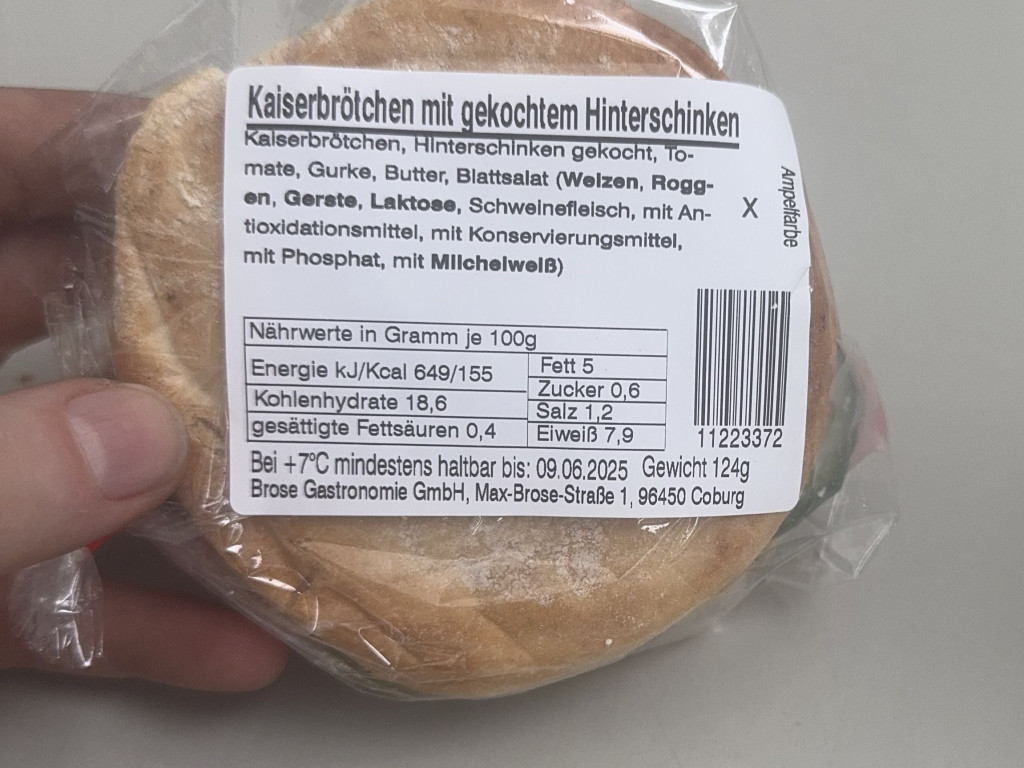 Kaiserbrötchen mit gekochtem Hinterschinken
Kaiserbrötchen, Hinterschinken gekocht, To-
mate, Gurke, Butter, Blattsalat (Weizen, Rogg-
en, Gerste, Laktose, Schweinefleisch, mit An-
tioxidationsmittel, mit Konservierungsmittel,
mit Phosphat, mit Milcheiweiß)
X
Ampelfarbe
Nährwerte in Gramm je 100g
Energie kJ/Kcal 649/155
Fett 5
Zucker 0,6
Kohlenhydrate 18,6
Salz 1,2
gesättigte Fettsäuren 0,4
Eiweiß 7,9
11223372
Bei +7°C mindestens haltbar bis: 09.06.2025 Gewicht 124g
Brose Gastronomie GmbH, Max-Brose-Straße 1, 96450 Coburg